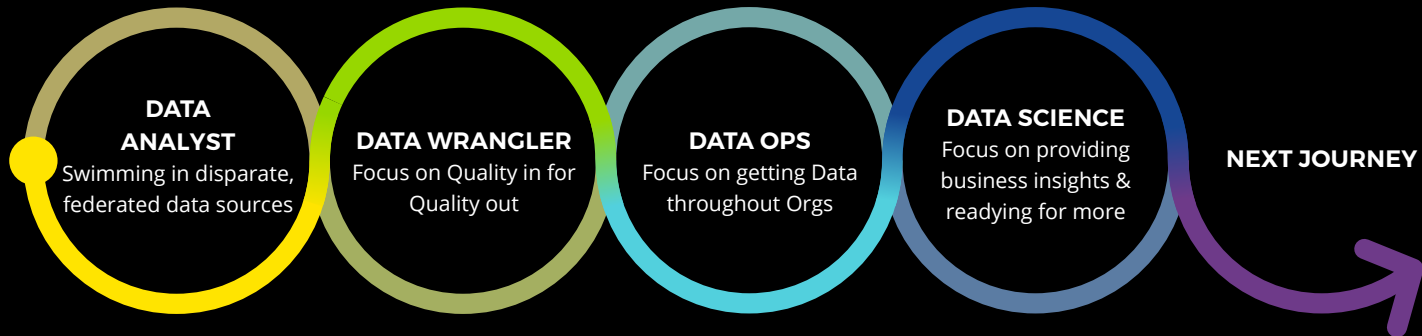 DATA
ANALYST
Swimming in disparate,
federated data sources
DATA WRANGLER
Focus on Quality in for
Quality out
DATA OPS
Focus on getting Data
throughout Orgs
DATA SCIENCE
Focus on providing
business insights &
readying for more
NEXT JOURNEY